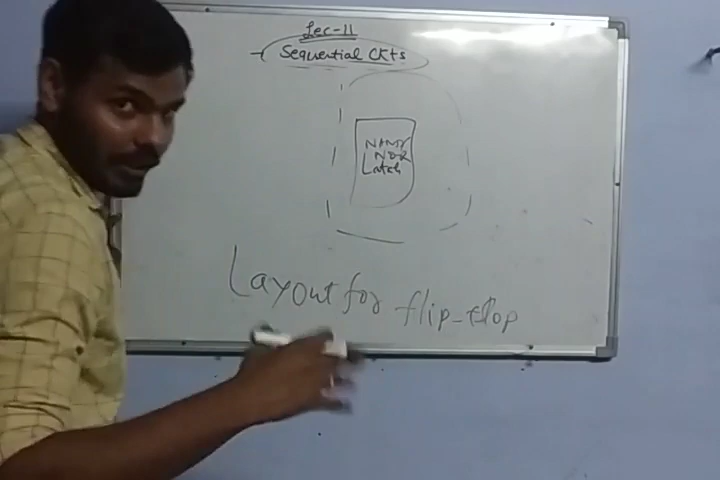 Lec-11
Sequential CKts
NAND
NOR
Latch
Layout for flip-flop